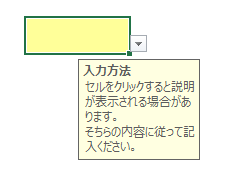 入力方法
セルをクリックすると説明
が表示される場合があ
ります。
そちらの内容に従って記
入ください。